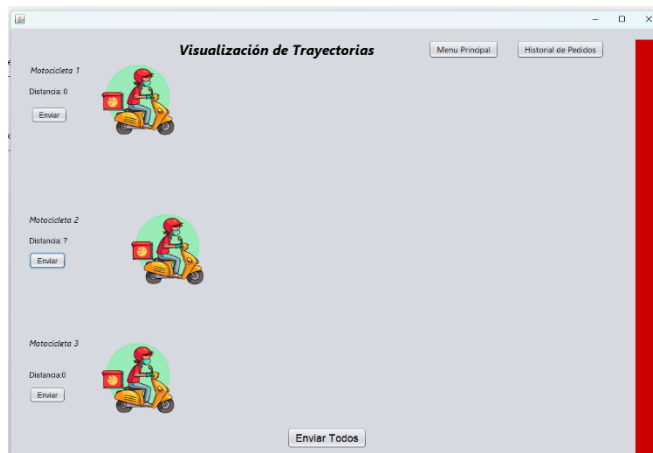 Visualización de Trayectorias
Menu Principal
Historial de Pedidos
Motocicleta 1
Distancia: 0
Enviar
Motocicleta 2
Distancia: 7
Enviar
Motocicleta 3
Distancia:0
Enviar
Enviar Todos